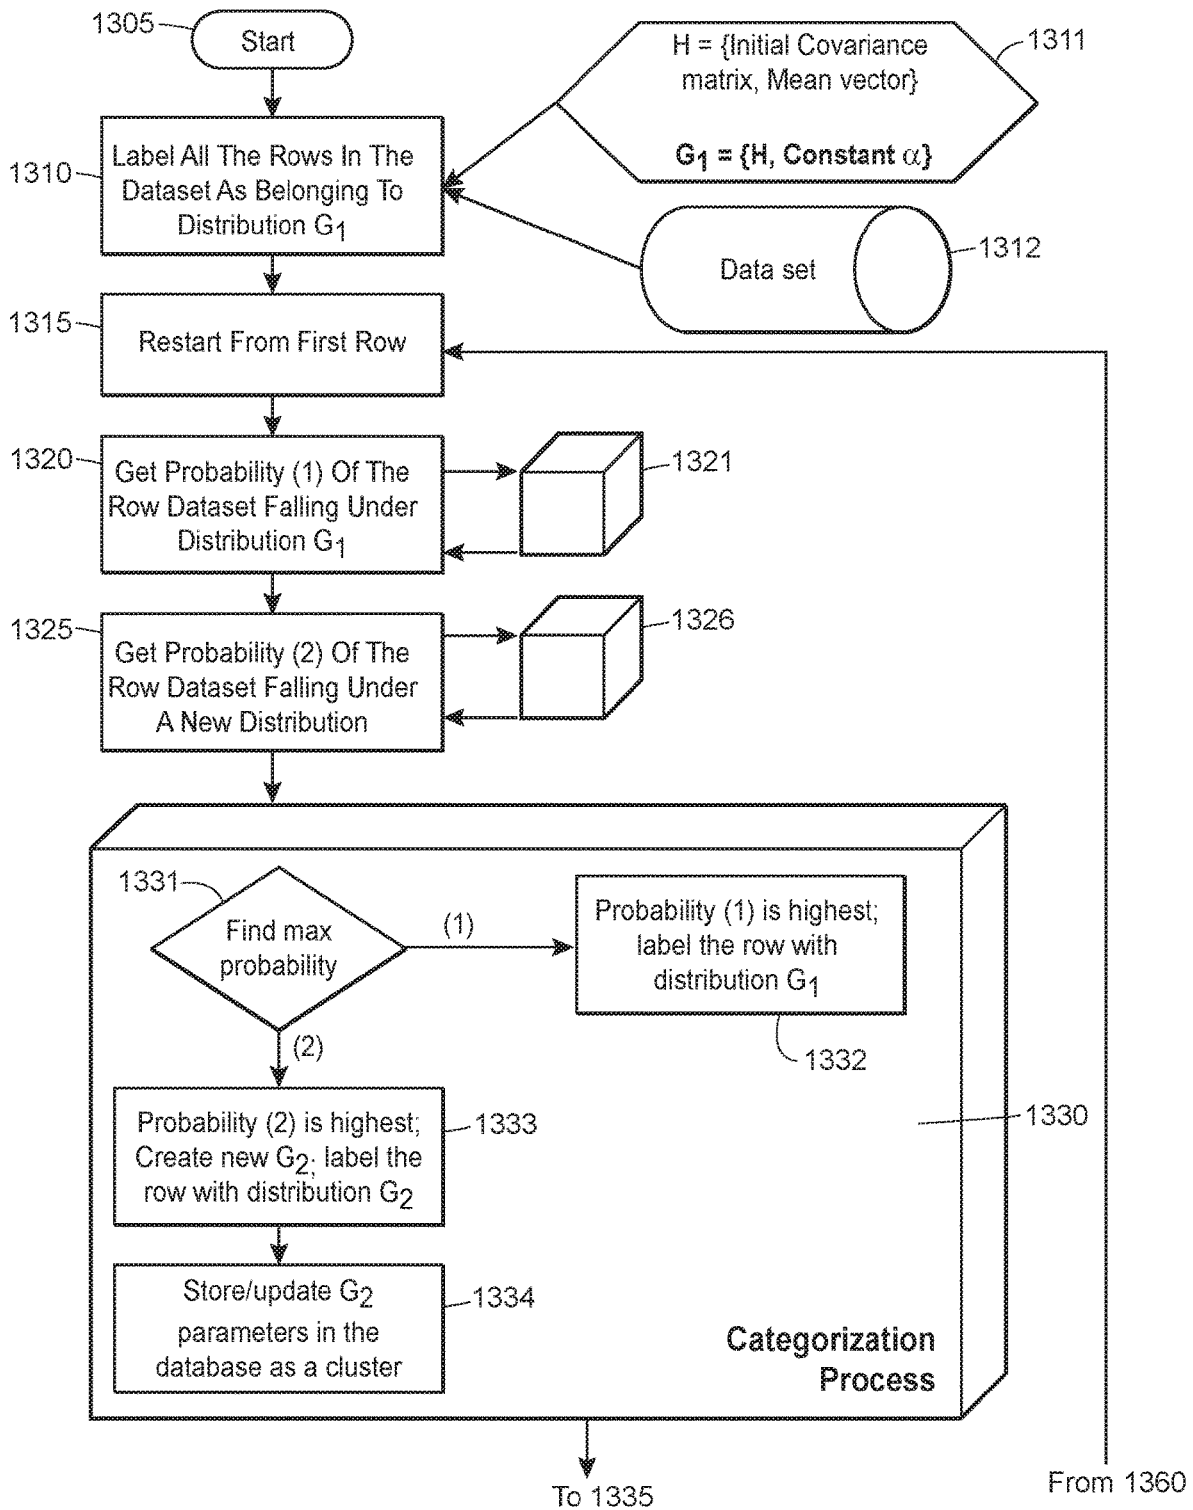 1305
Start
H = {Initial Covariance
matrix, Mean vector}
G₁ = {H, Constant α}
1311
1310
Label All The Rows In The
Dataset As Belonging To
Distribution G₁
Data set
1312
1315
Restart From First Row
1320
Get Probability (1) Of The
Row Dataset Falling Under
Distribution G₁
1321
1325
Get Probability (2) Of The
Row Dataset Falling Under
A New Distribution
1326
1331
Find max
probability
(1)
Probability (1) is highest;
label the row with
distribution G₁
1332
(2)
Probability (2) is highest;
Create new G₂; label the
row with distribution G₂
1333
1330
Store/update G₂
parameters in the
database as a cluster
1334
Categorization
Process
To 1335
From 1360